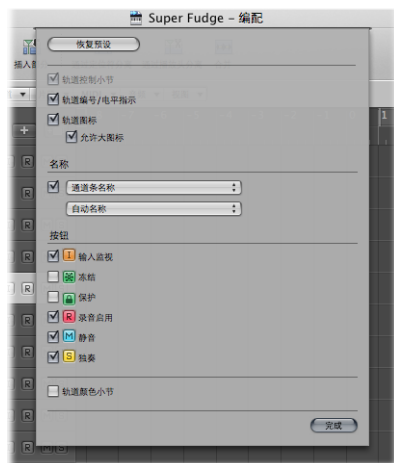 Super Fudge – 编配
恢复预设
插入
轨道控制小节
轨道编号/电平指示
轨道图标
允许大图标
1
名称
通道条名称
自动名称
按钮
I 输入监视
冻结
保护
R 录音启用
M 静音
S 独奏
轨道颜色小节
完成
R
R
R
R
R
R
R
R
R
R M S